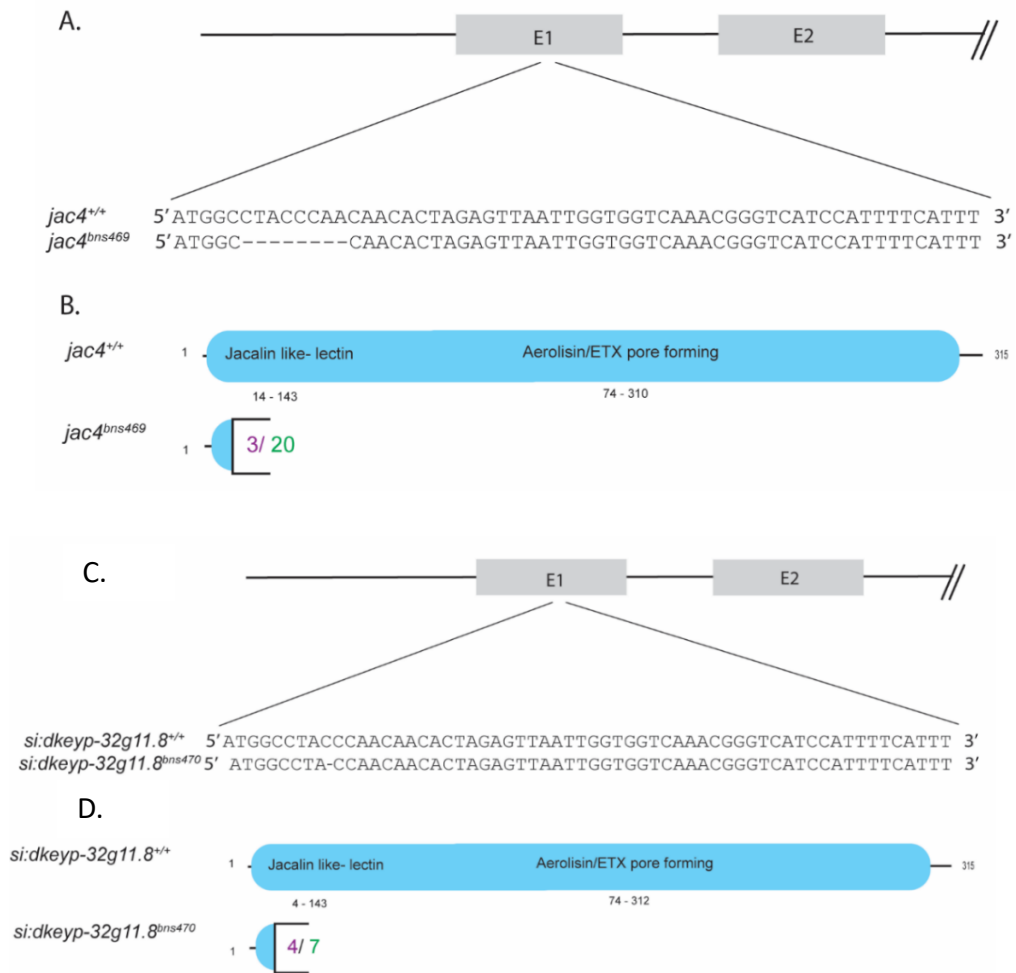 A.
E1 E2
jac4+/+ 5' ATGGCCTACCCAACAACACTAGAGTTAATTGGTGGTCAAACGGGTCATCCATTTTCATTT 3'
jac4bns469 5' ATGGC--------CAACACTAGAGTTAATTGGTGGTCAAACGGGTCATCCATTTTCATTT 3'
B.
jac4+/+ 1 Jacalin like- lectin Aerolisin/ETX pore forming 315
14 - 143 74 - 310
jac4bns469 1 3/ 20
C.
E1 E2
si:dkeyp-32g11.8+/+ 5' ATGGCCTACCCAACAACACTAGAGTTAATTGGTGGTCAAACGGGTCATCCATTTTCATTT 3'
si:dkeyp-32g11.8bns470 5' ATGGCCTA-CCAACAACACTAGAGTTAATTGGTGGTCAAACGGGTCATCCATTTTCATTT 3'
D.
si:dkeyp-32g11.8+/+ 1 Jacalin like- lectin Aerolisin/ETX pore forming 315
4 - 143 74 - 312
si:dkeyp-32g11.8bns470 1 4/ 7